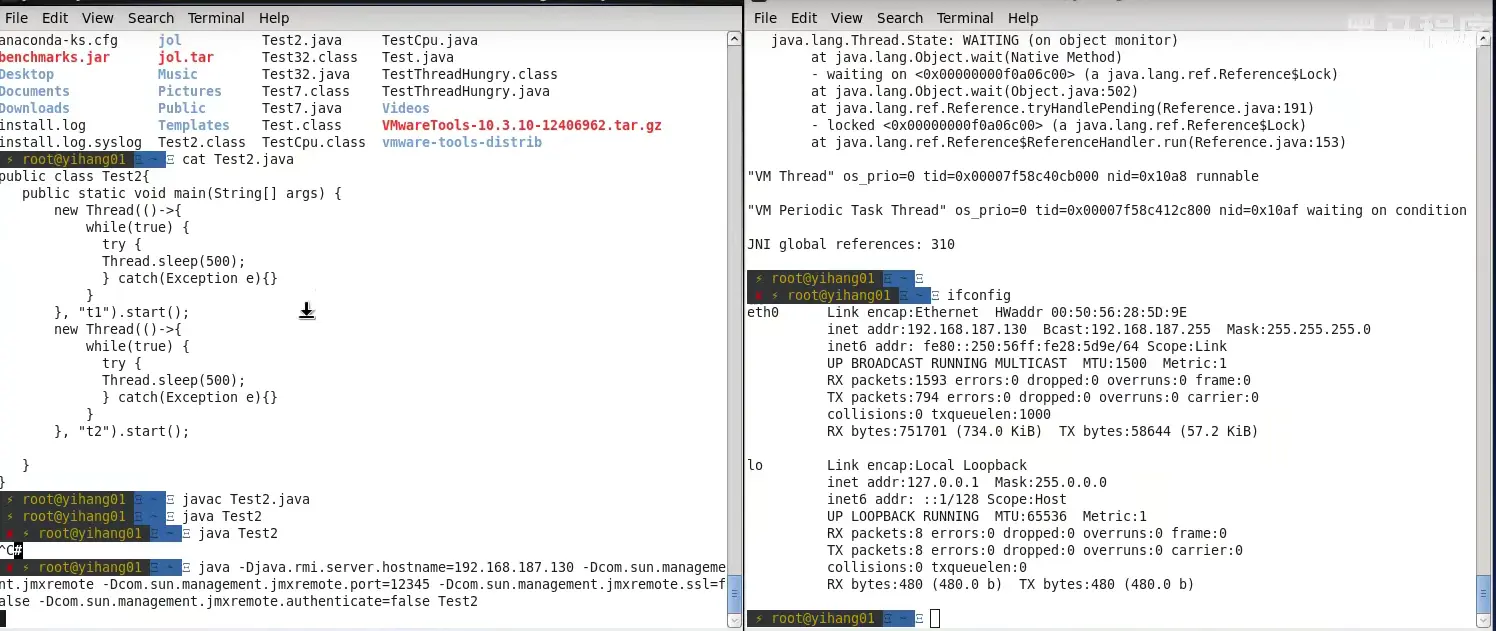 File Edit View Search Terminal Help
anaconda-ks.cfg jol Test2.java TestCpu.java
benchmarks.jar jol.tar Test32.class Test.java
Desktop Music Test32.java TestThreadHungry.class
Documents Pictures Test7.class TestThreadHungry.java
Downloads Public Test7.java Videos
install.log Templates Test.class VMwareTools-10.3.10-12406962.tar.gz
install.log.syslog Test2.class TestCpu.class vmware-tools-distrib
⚡ root@yihang01 ~ cat Test2.java
public class Test2{
public static void main(String[] args) {
new Thread(()->{
while(true) {
try {
Thread.sleep(500);
} catch(Exception e){}
}
}, "t1").start();
new Thread(()->{
while(true) {
try {
Thread.sleep(500);
} catch(Exception e){}
}
}, "t2").start();
}
}
⚡ root@yihang01 ~ javac Test2.java
⚡ root@yihang01 ~ java Test2
⚡ root@yihang01 ~ java Test2
^C#
⚡ root@yihang01 ~ java -Djava.rmi.server.hostname=192.168.187.130 -Dcom.sun.manageme
nt.jmxremote -Dcom.sun.management.jmxremote.port=12345 -Dcom.sun.management.jmxremote.ssl=f
alse -Dcom.sun.management.jmxremote.authenticate=false Test2
File Edit View Search Terminal Help
java.lang.Thread.State: WAITING (on object monitor)
at java.lang.Object.wait(Native Method)
- waiting on <0x00000000f0a06c00> (a java.lang.ref.Reference$Lock)
at java.lang.Object.wait(Object.java:502)
at java.lang.ref.Reference.tryHandlePending(Reference.java:191)
- locked <0x00000000f0a06c00> (a java.lang.ref.Reference$Lock)
at java.lang.ref.Reference$ReferenceHandler.run(Reference.java:153)
"VM Thread" os_prio=0 tid=0x00007f58c40cb000 nid=0x10a8 runnable
"VM Periodic Task Thread" os_prio=0 tid=0x00007f58c412c800 nid=0x10af waiting on condition
JNI global references: 310
⚡ root@yihang01 ~
⚡ root@yihang01 ~ ifconfig
eth0 Link encap:Ethernet HWaddr 00:50:56:28:5D:9E
inet addr:192.168.187.130 Bcast:192.168.187.255 Mask:255.255.255.0
inet6 addr: fe80::250:56ff:fe28:5d9e/64 Scope:Link
UP BROADCAST RUNNING MULTICAST MTU:1500 Metric:1
RX packets:1593 errors:0 dropped:0 overruns:0 frame:0
TX packets:794 errors:0 dropped:0 overruns:0 carrier:0
collisions:0 txqueuelen:1000
RX bytes:751701 (734.0 KiB) TX bytes:58644 (57.2 KiB)
lo Link encap:Local Loopback
inet addr:127.0.0.1 Mask:255.0.0.0
inet6 addr: ::1/128 Scope:Host
UP LOOPBACK RUNNING MTU:65536 Metric:1
RX packets:8 errors:0 dropped:0 overruns:0 frame:0
TX packets:8 errors:0 dropped:0 overruns:0 carrier:0
collisions:0 txqueuelen:0
RX bytes:480 (480.0 b) TX bytes:480 (480.0 b)
⚡ root@yihang01 ~